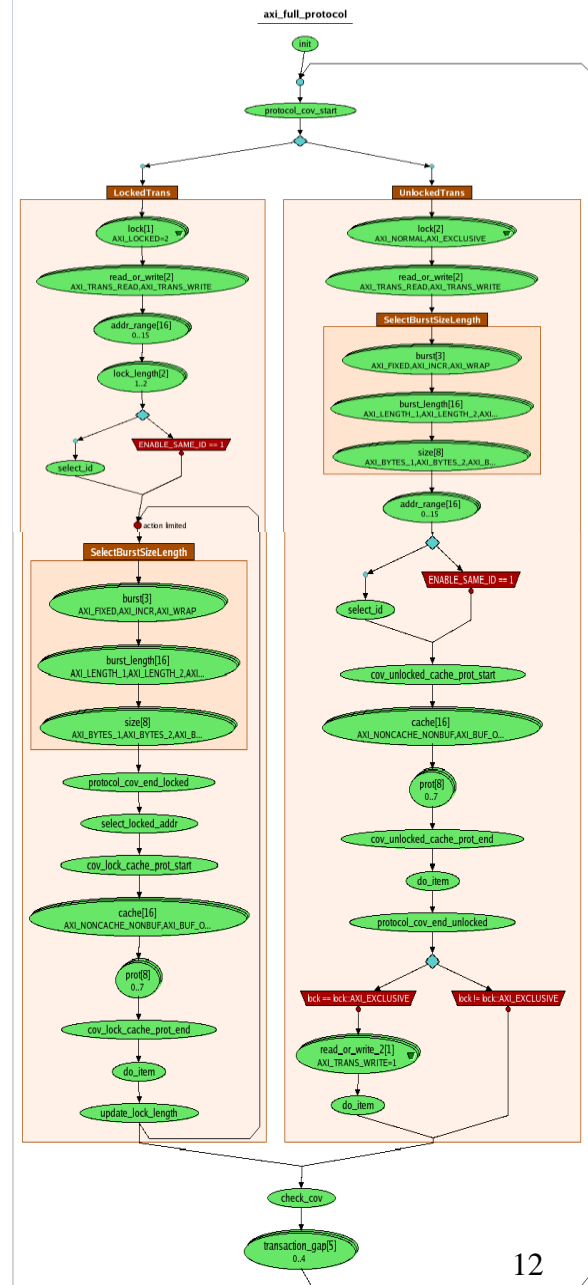 axi_full_protocol
init
protocol_cov_start
LockedTrans
lock[1]
AXI_LOCKED=2
read_or_write[2]
AXI_TRANS_READ,AXI_TRANS_WRITE
addr_range[16]
0..15
lock_length[2]
1..2
ENABLE_SAME_ID == 1
select_id
action limited
SelectBurstSizeLength
burst[3]
AXI_FIXED,AXI_INCR,AXI_WRAP
burst_length[16]
AXI_LENGTH_1,AXI_LENGTH_2,AXI...
size[8]
AXI_BYTES_1,AXI_BYTES_2,AXI_B...
protocol_cov_end_locked
select_locked_addr
cov_lock_cache_prot_start
cache[16]
AXI_NONCACHE_NONBUF,AXI_BUF_O...
prot[8]
0..7
cov_lock_cache_prot_end
do_item
update_lock_length
UnlockedTrans
lock[2]
AXI_NORMAL,AXI_EXCLUSIVE
read_or_write[2]
AXI_TRANS_READ,AXI_TRANS_WRITE
SelectBurstSizeLength
burst[3]
AXI_FIXED,AXI_INCR,AXI_WRAP
burst_length[16]
AXI_LENGTH_1,AXI_LENGTH_2,AXI...
size[8]
AXI_BYTES_1,AXI_BYTES_2,AXI_B...
addr_range[16]
0..15
ENABLE_SAME_ID == 1
select_id
cov_unlocked_cache_prot_start
cache[16]
AXI_NONCACHE_NONBUF,AXI_BUF_O...
prot[8]
0..7
cov_unlocked_cache_prot_end
do_item
protocol_cov_end_unlocked
lock == lock::AXI_EXCLUSIVE
lock != lock::AXI_EXCLUSIVE
read_or_write_2[1]
AXI_TRANS_WRITE=1
do_item
check_cov
transaction_gap[5]
0..4
12